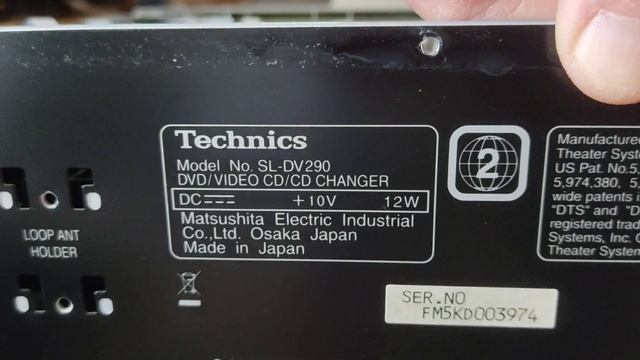 Technics
Model No. SL-DV290
DVD/VIDEO CD/CD CHANGER
DC +10V 12W
Matsushita Electric Industrial
Co.,Ltd. Osaka Japan
Made in Japan
2
Manufactured
Theater Syst
US Pat. No.5,
5,974,380, 5,
wide patents i
"DTS" and "D
registered trad
Systems, Inc. C
Theater System
LOOP ANT
HOLDER
SER.NO
FM5KD003974